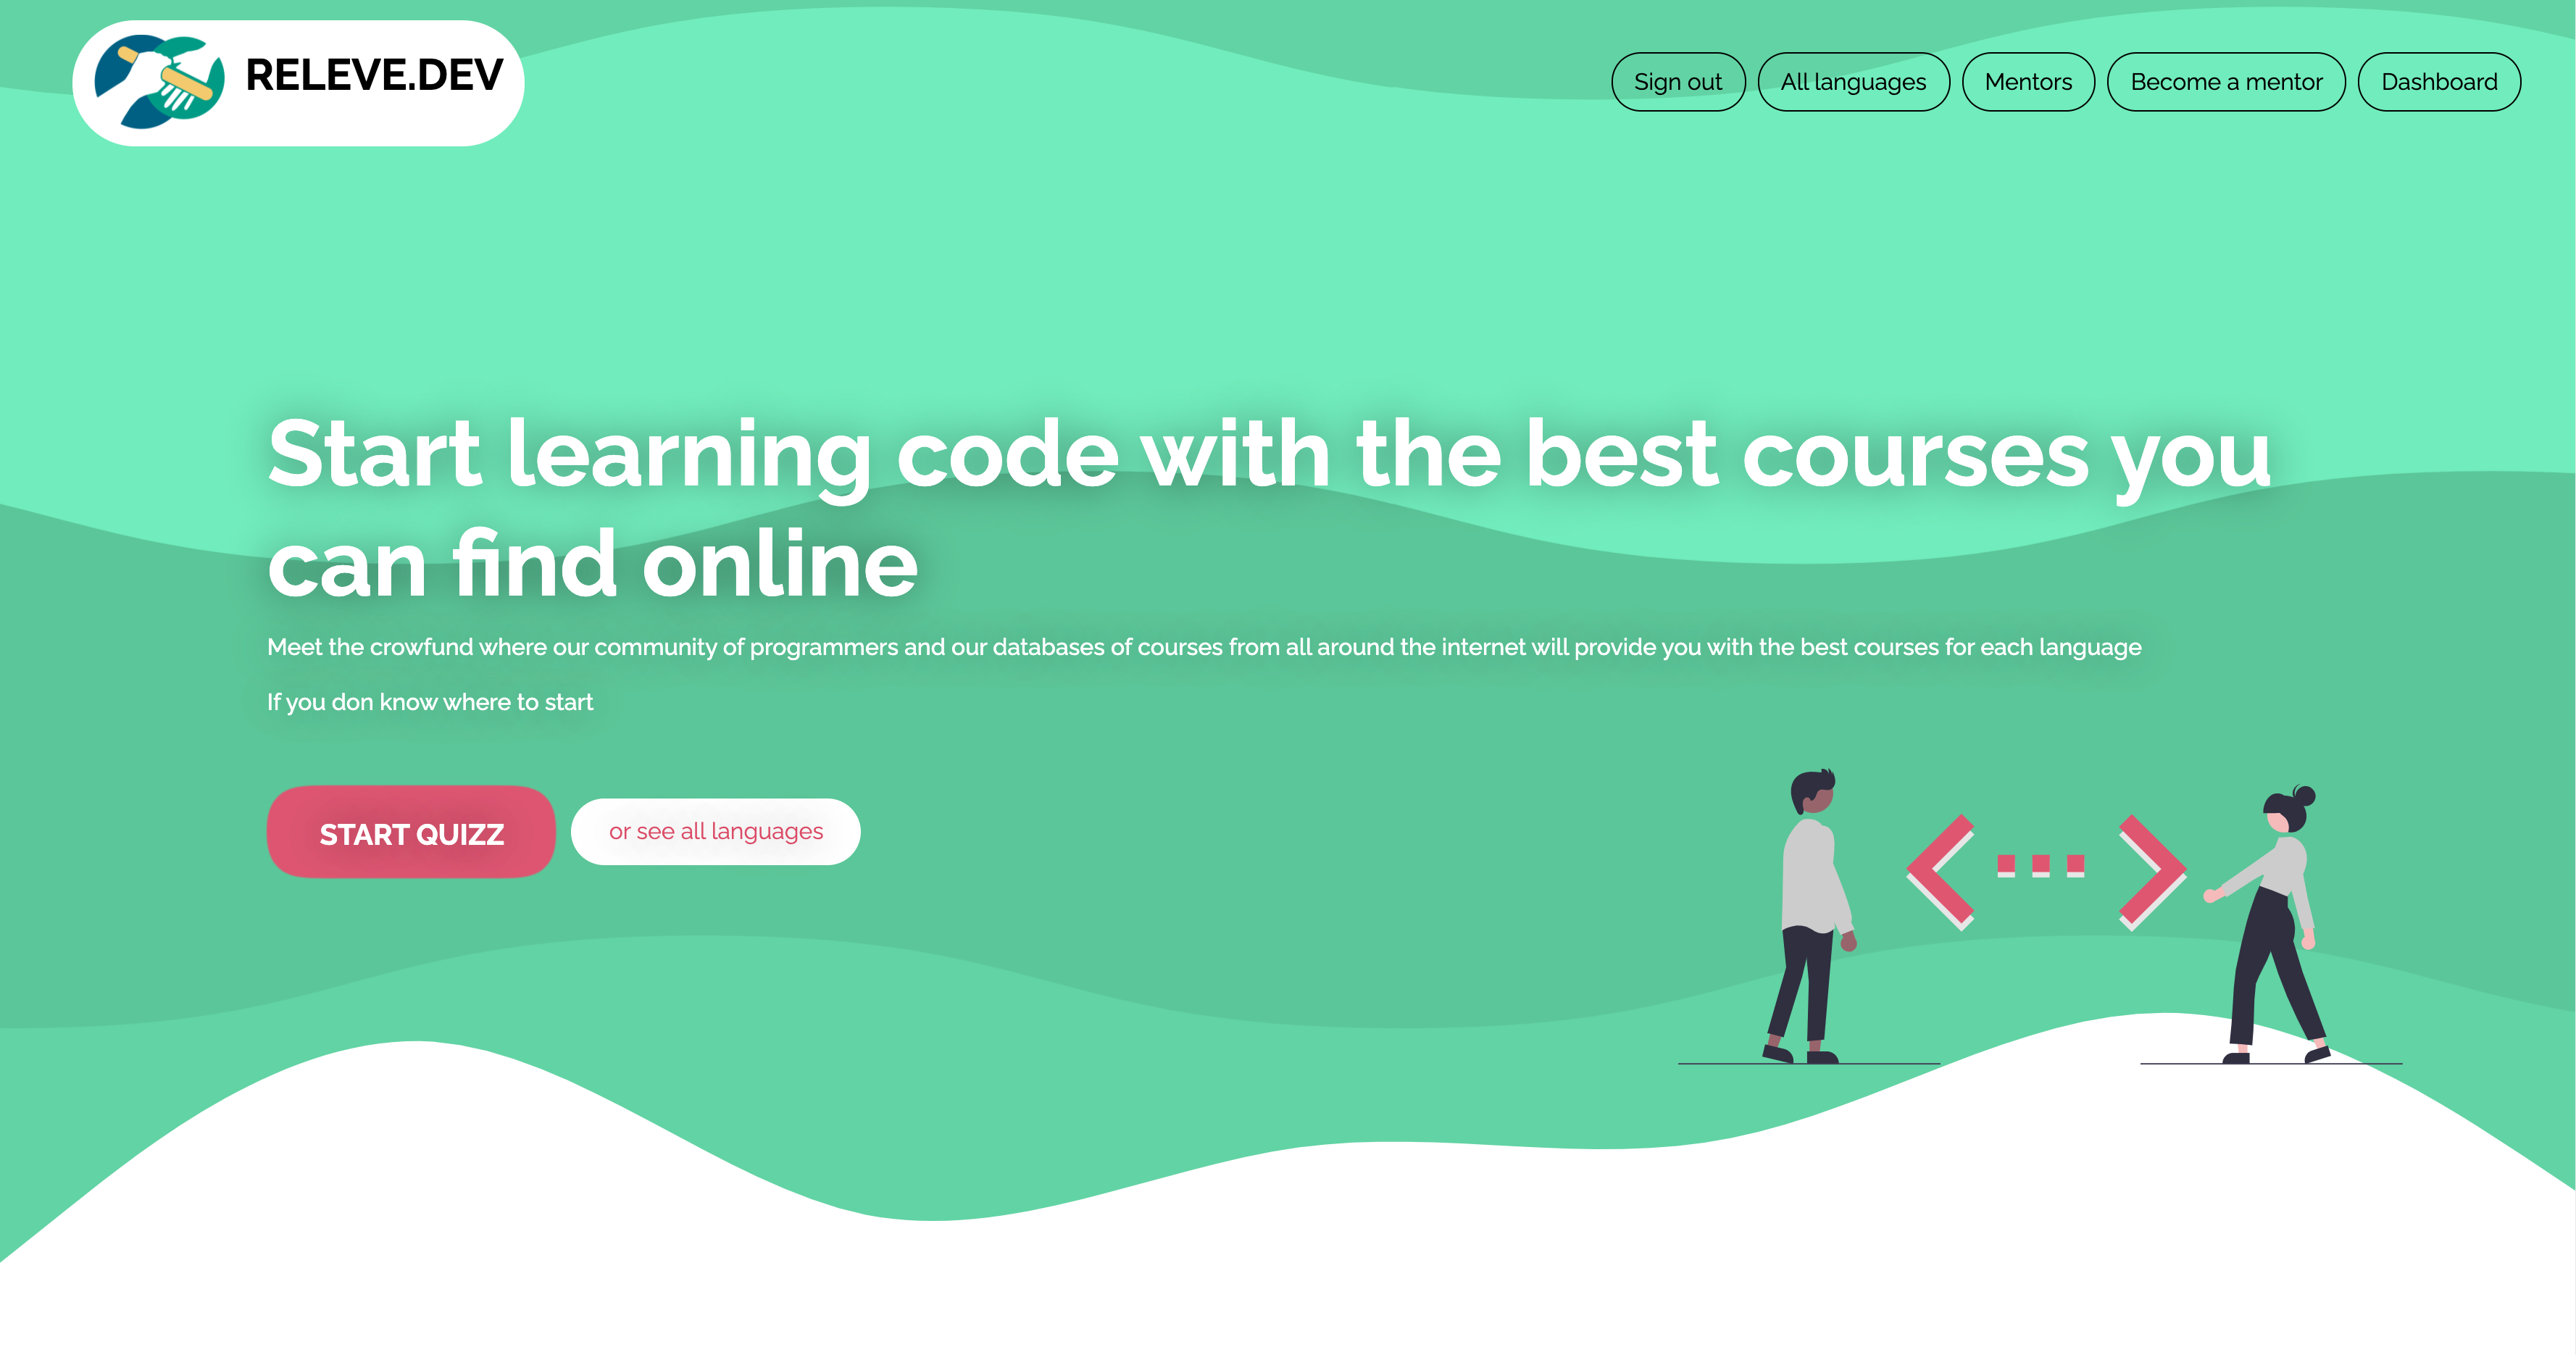 RELEVE.DEV
Sign out
All languages
Mentors
Become a mentor
Dashboard
Start learning code with the best courses you
can find online
Meet the crowfund where our community of programmers and our databases of courses from all around the internet will provide you with the best courses for each language
If you don know where to start
START QUIZZ
or see all languages